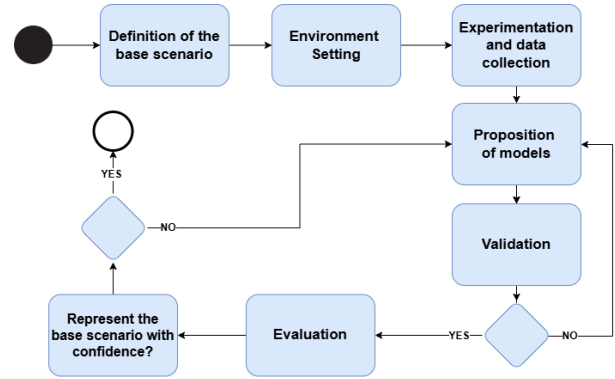 Definition of the
base scenario
Environment
Setting
Experimentation
and data
collection
Proposition
of models
YES
NO
Validation
Represent the
base scenario with
confidence?
Evaluation
YES
NO